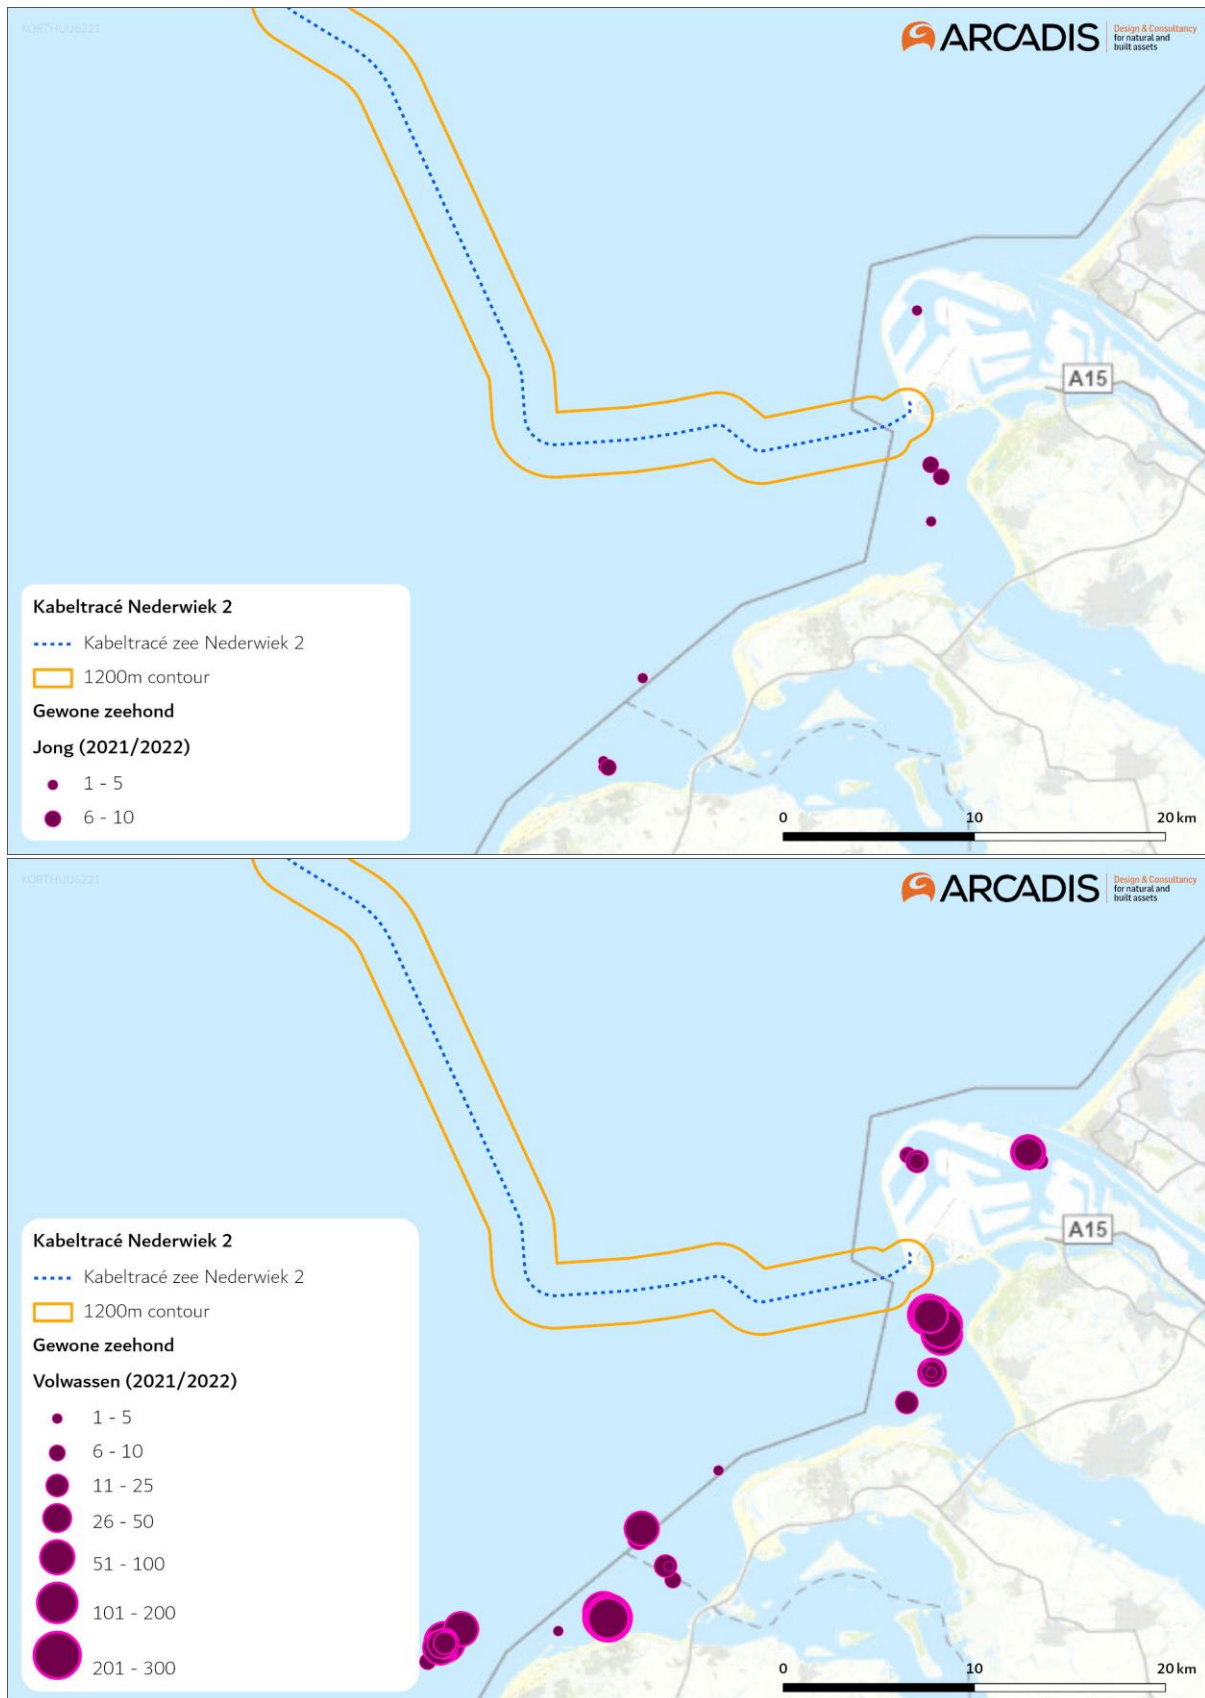 KORTHUU6221
ARCADIS
Design & Consultancy
for natural and
built assets
A15
Kabeltracé Nederwiek 2
Kabeltracé zee Nederwiek 2
1200m contour
Gewone zeehond
Jong (2021/2022)
1 - 5
6 - 10
0 10 20 km
KORTHUU6221
ARCADIS
Design & Consultancy
for natural and
built assets
A15
Kabeltracé Nederwiek 2
Kabeltracé zee Nederwiek 2
1200m contour
Gewone zeehond
Volwassen (2021/2022)
1 - 5
6 - 10
11 - 25
26 - 50
51 - 100
101 - 200
201 - 300
0 10 20 km